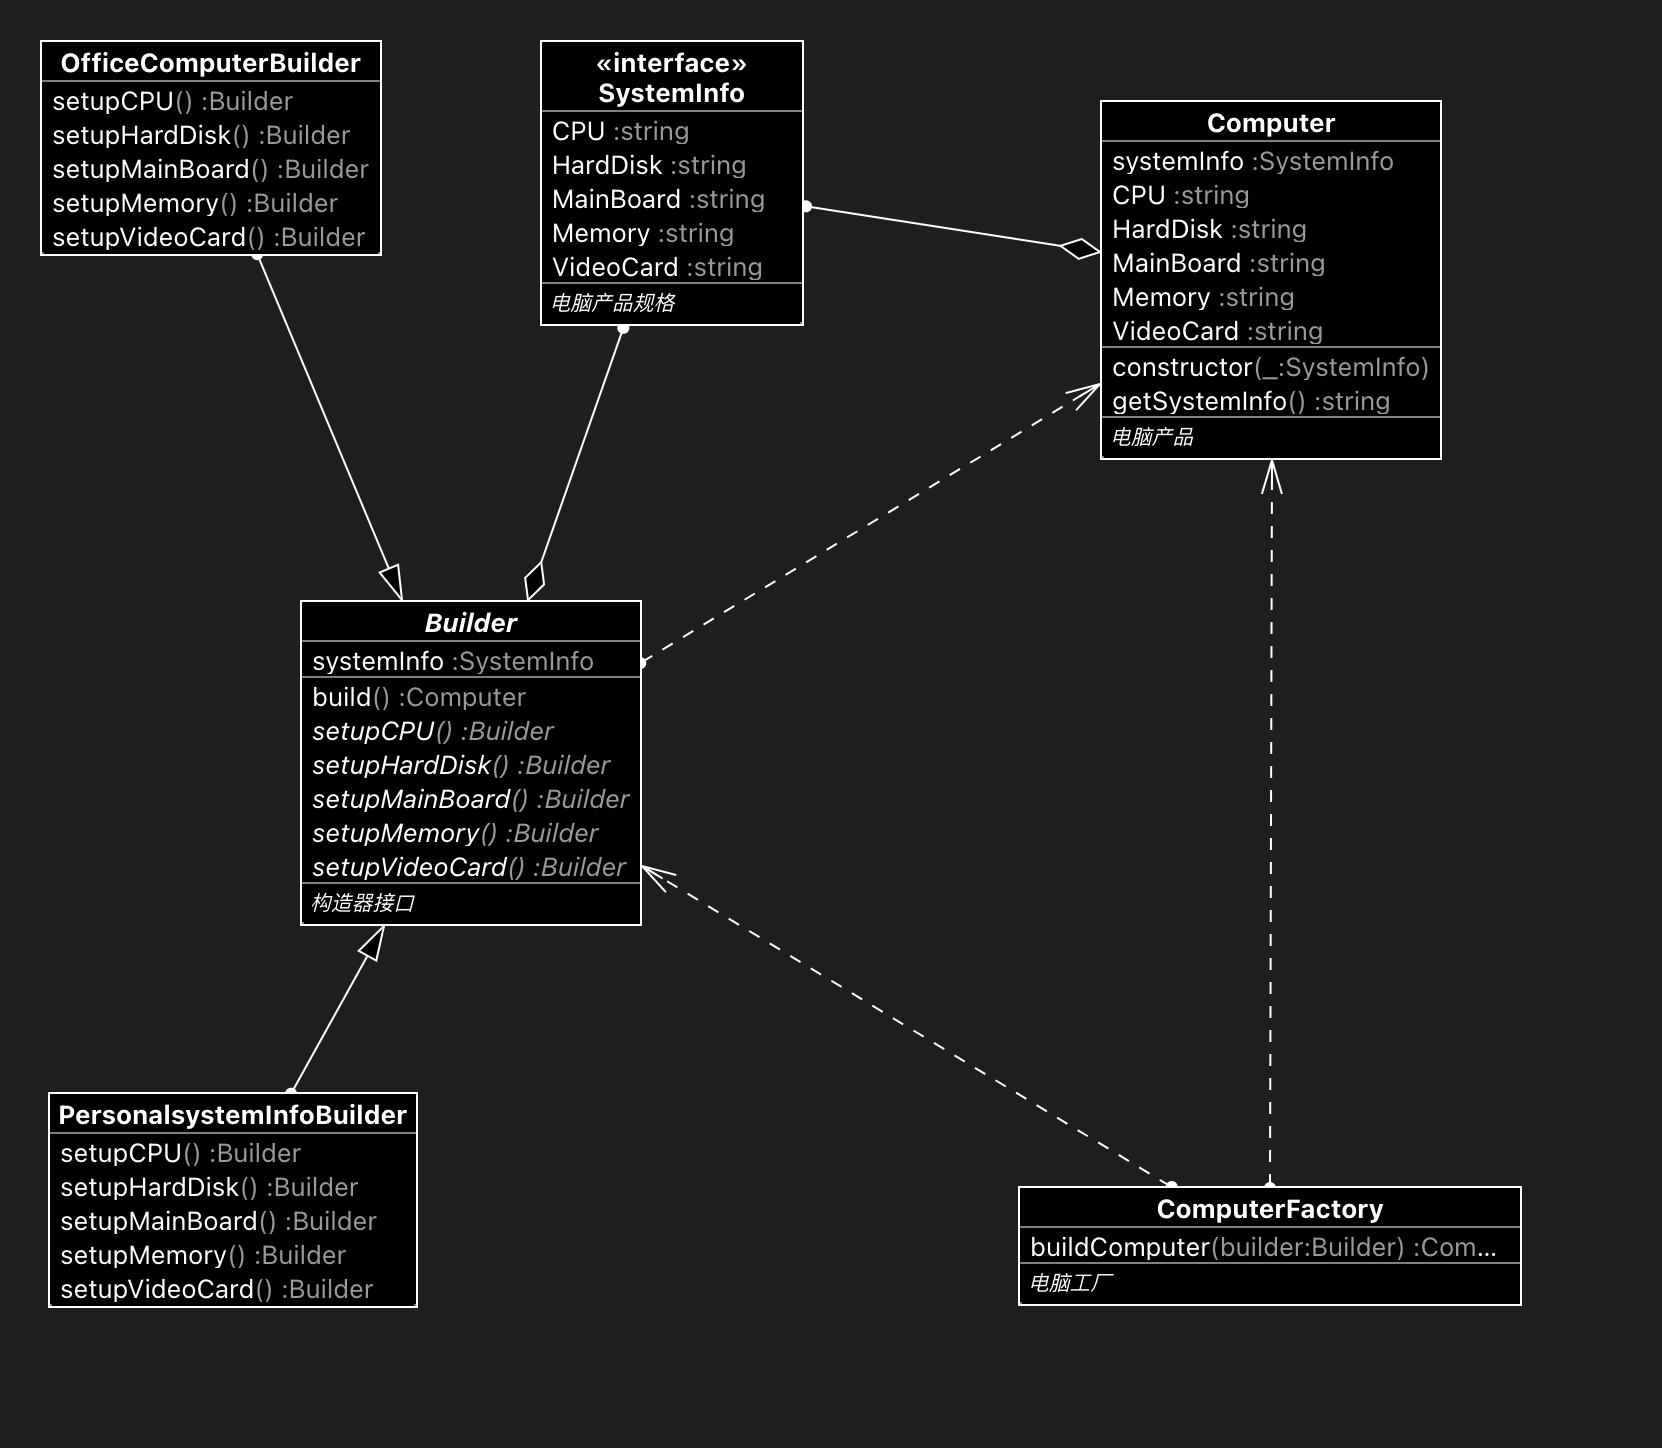 OfficeComputerBuilder
setupCPU() :Builder
setupHardDisk() :Builder
setupMainBoard() :Builder
setupMemory() :Builder
setupVideoCard() :Builder
«interface»
SystemInfo
CPU :string
HardDisk :string
MainBoard :string
Memory :string
VideoCard :string
电脑产品规格
Computer
systemInfo :SystemInfo
CPU :string
HardDisk :string
MainBoard :string
Memory :string
VideoCard :string
constructor(_:SystemInfo)
getSystemInfo() :string
电脑产品
Builder
systemInfo :SystemInfo
build() :Computer
setupCPU() :Builder
setupHardDisk() :Builder
setupMainBoard() :Builder
setupMemory() :Builder
setupVideoCard() :Builder
构造器接口
PersonalsystemInfoBuilder
setupCPU() :Builder
setupHardDisk() :Builder
setupMainBoard() :Builder
setupMemory() :Builder
setupVideoCard() :Builder
ComputerFactory
buildComputer(builder:Builder) :Com...
电脑工厂